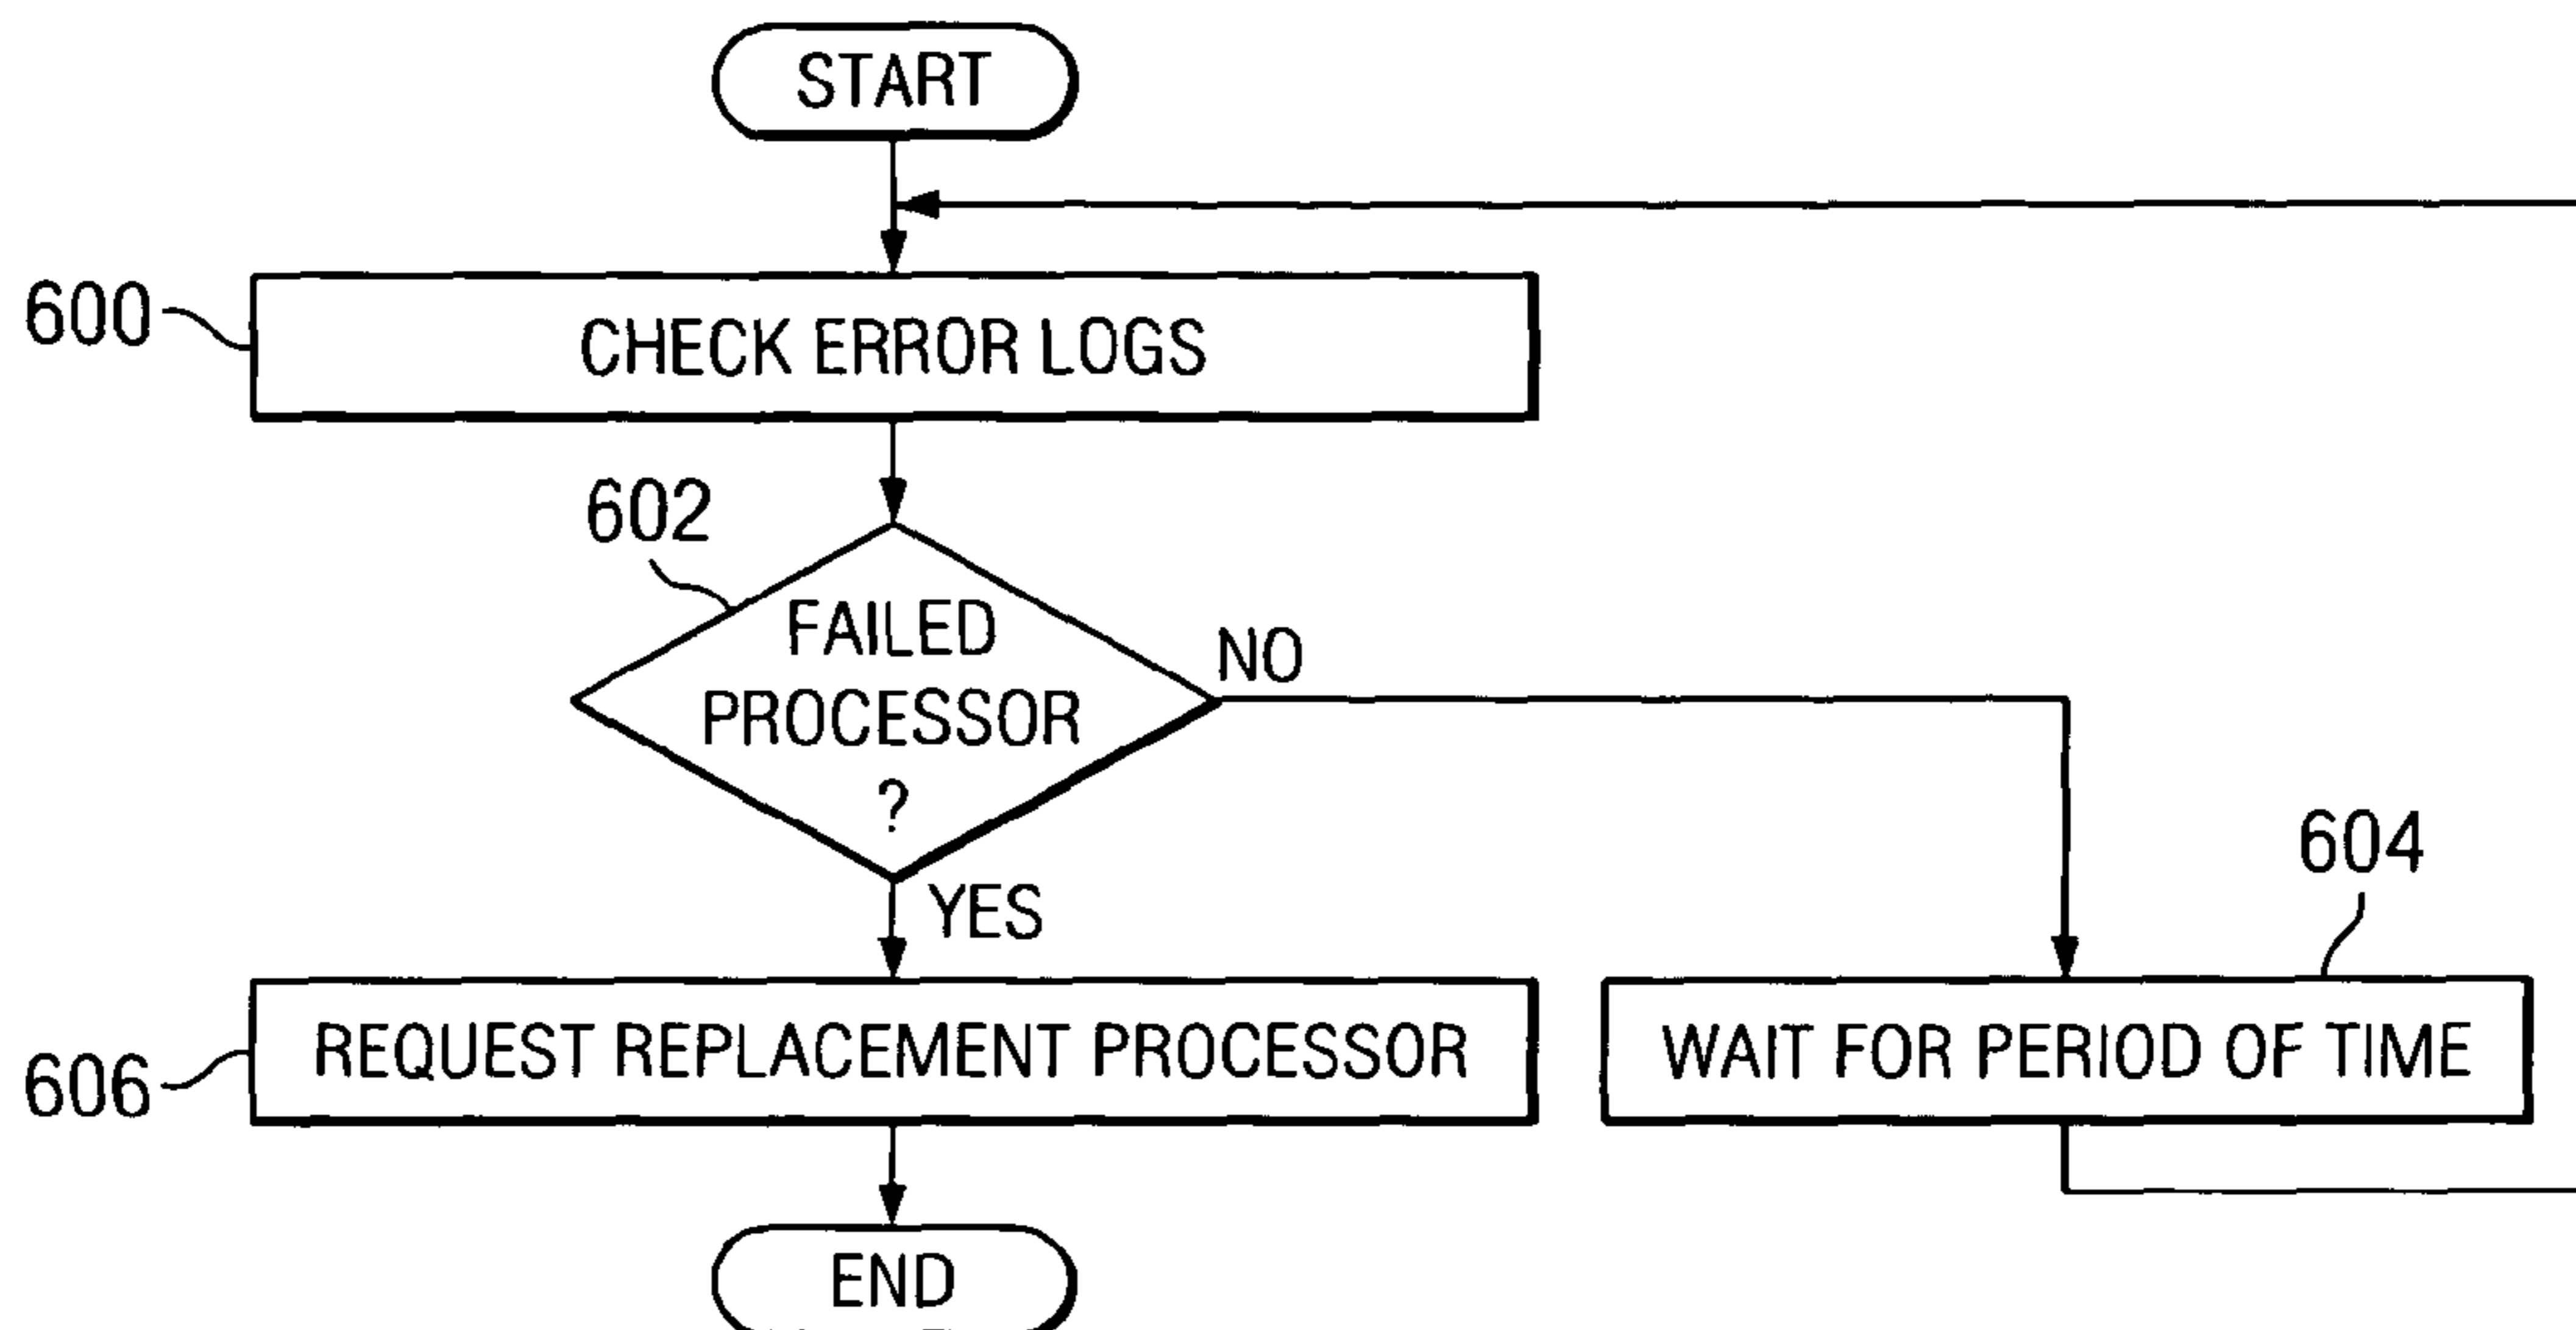 START
600
CHECK ERROR LOGS
602
FAILED
PROCESSOR
?
NO
YES
604
606
REQUEST REPLACEMENT PROCESSOR
WAIT FOR PERIOD OF TIME
END